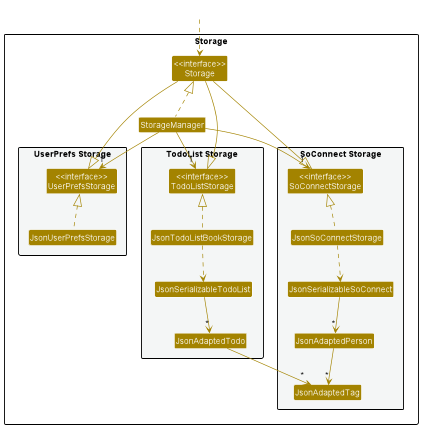 Storage
<<interface>>
Storage
StorageManager
UserPrefs Storage
TodoList Storage
SoConnect Storage
<<interface>>
UserPrefsStorage
<<interface>>
TodoListStorage
<<interface>>
SoConnectStorage
JsonUserPrefsStorage
JsonTodoListBookStorage
JsonSoConnectStorage
JsonSerializableTodoList
JsonSerializableSoConnect
*
*
JsonAdaptedTodo
JsonAdaptedPerson
*
*
JsonAdaptedTag